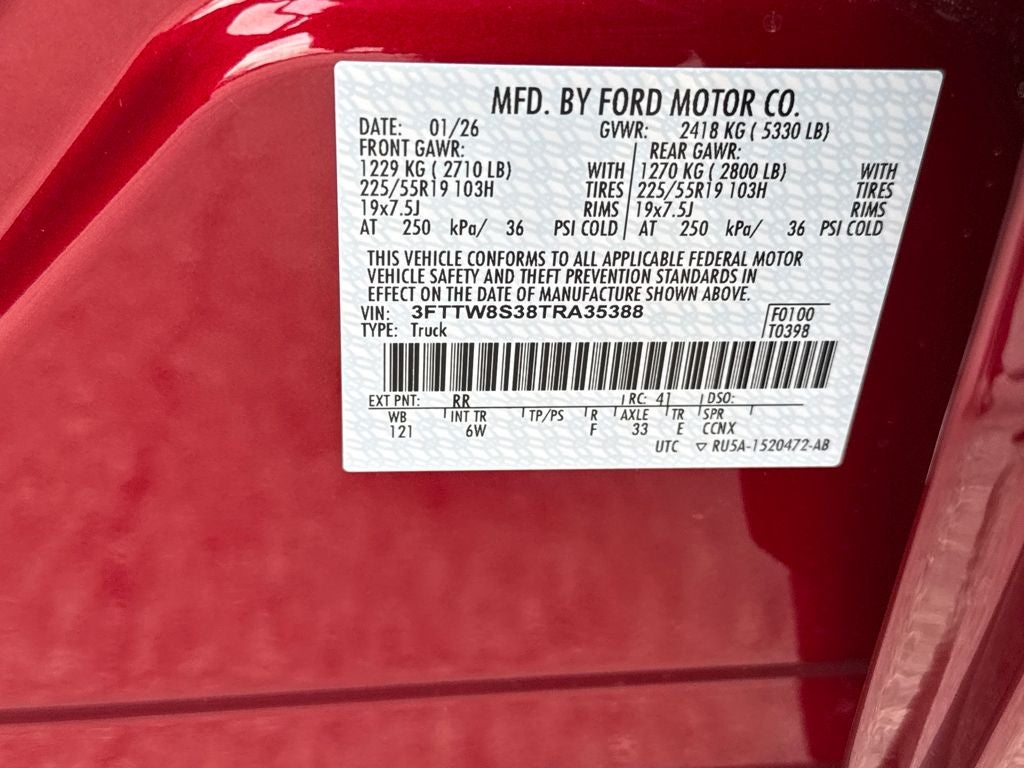 MFD. BY FORD MOTOR CO.
DATE: 01/26 GVWR: 2418 KG ( 5330 LB)
FRONT GAWR: REAR GAWR:
1229 KG ( 2710 LB) WITH 1270 KG ( 2800 LB) WITH
225/55R19 103H TIRES 225/55R19 103H TIRES
19x7.5J RIMS 19x7.5J RIMS
AT 250 kPa/ 36 PSI COLD AT 250 kPa/ 36 PSI COLD
THIS VEHICLE CONFORMS TO ALL APPLICABLE FEDERAL MOTOR
VEHICLE SAFETY AND THEFT PREVENTION STANDARDS IN
EFFECT ON THE DATE OF MANUFACTURE SHOWN ABOVE.
VIN: 3FTTW8S38TRA35388 F0100
TYPE: Truck T0398
EXT PNT: RR RC: 41 DSO:
WB INT TR TP/PS R AXLE TR SPR
121 6W F 33 E CCNX
UTC ▽ RU5A-1520472-AB